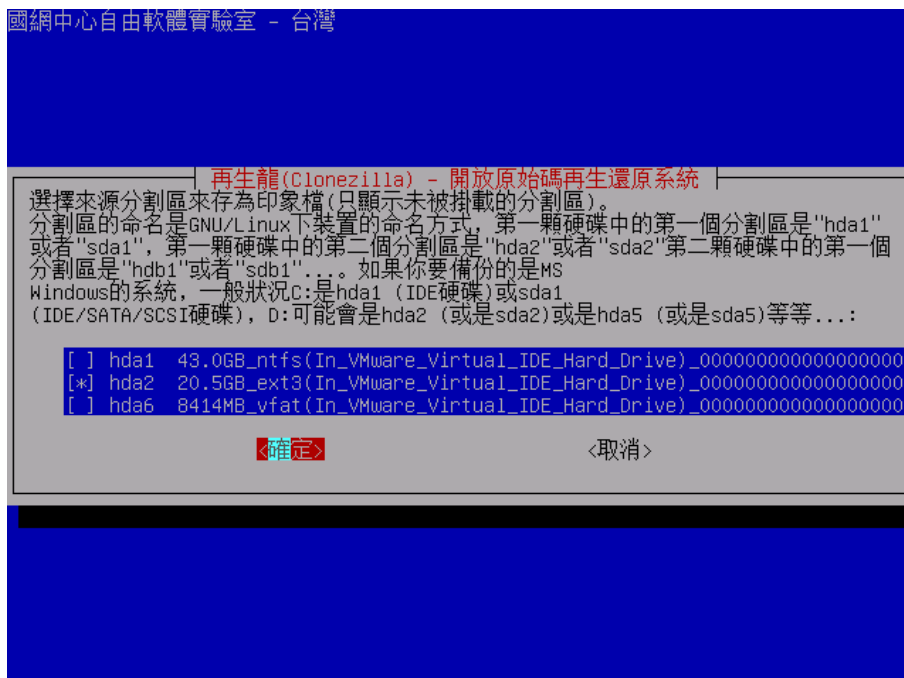 國網中心自由軟體實驗室 - 台灣
再生龍(Clonezilla) - 開放原始碼再生還原系統
選擇來源分割區來存為印象檔(只顯示未被掛載的分割區)。
分割區的命名是GNU/Linux下裝置的命名方式, 第一顆硬碟中的第一個分割區是"hda1"
或者"sda1", 第一顆硬碟中的第二個分割區是"hda2"或者"sda2"第二顆硬碟中的第一個
分割區是"hdb1"或者"sdb1"...。如果你要備份的是MS
Windows的系統, 一般狀況C:是hda1 (IDE硬碟)或sda1
(IDE/SATA/SCSI硬碟), D:可能會是hda2 (或是sda2)或是hda5 (或是sda5)等等...:
[ ] hda1 43.0GB_ntfs(In_VMware_Virtual_IDE_Hard_Drive)_000000000000000000
[*] hda2 20.5GB_ext3(In_VMware_Virtual_IDE_Hard_Drive)_000000000000000000
[ ] hda6 8414MB_vfat(In_VMware_Virtual_IDE_Hard_Drive)_000000000000000000
<確定> <取消>